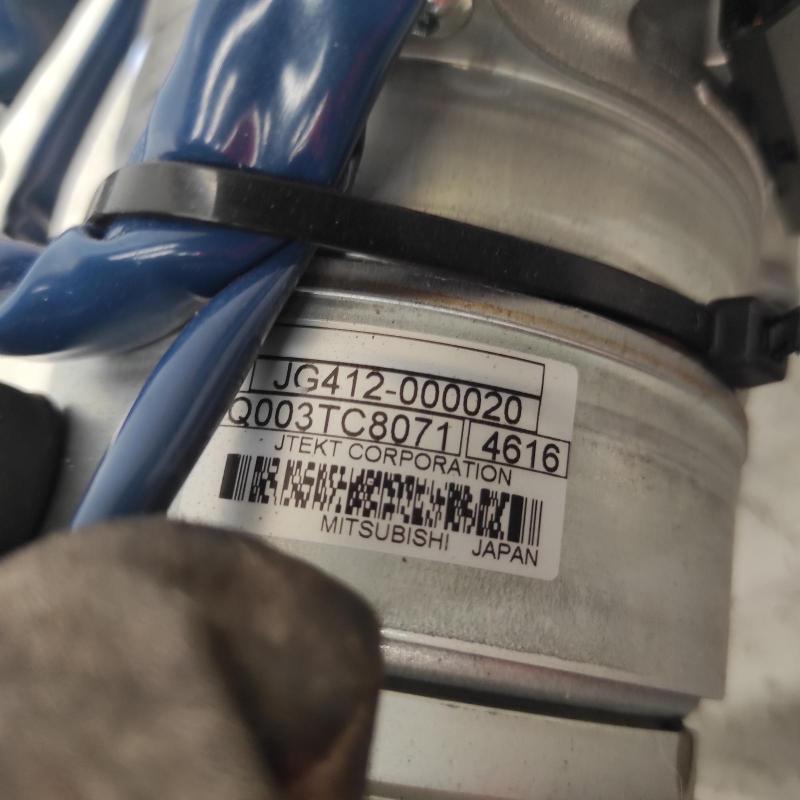 JG412-000020
Q003TC8071 4616
JTEKT CORPORATION
MITSUBISHI JAPAN